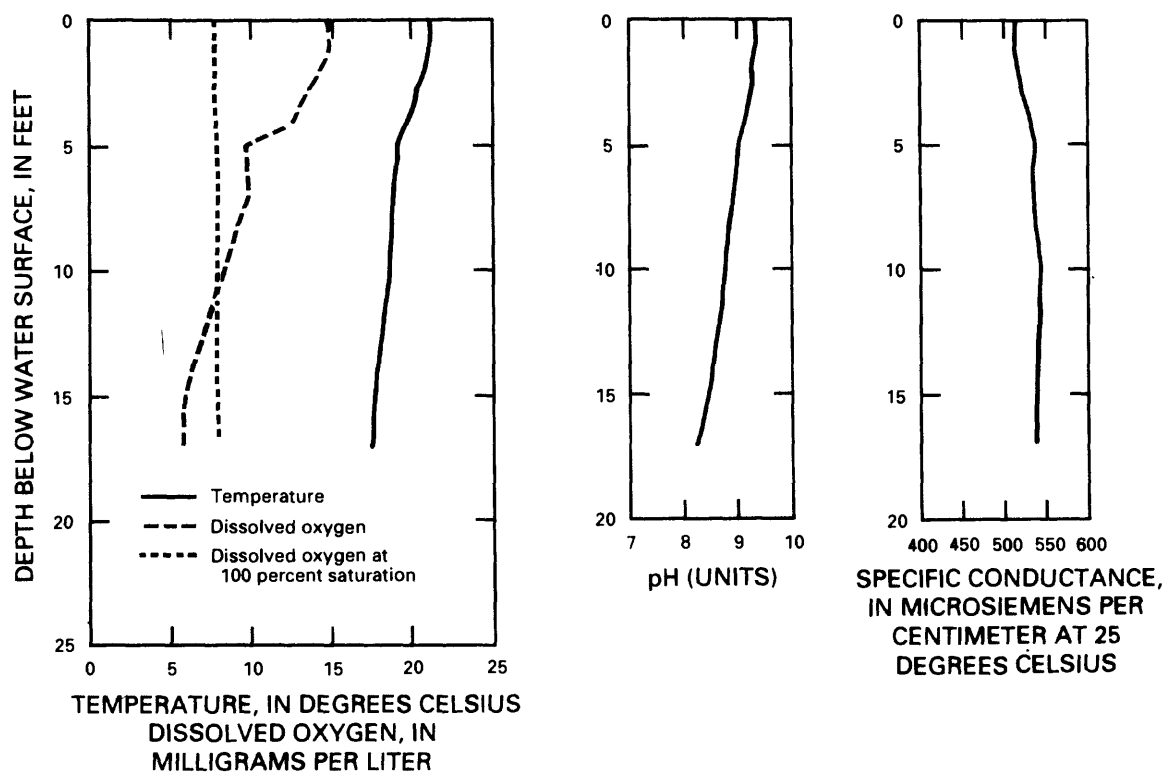 DEPTH BELOW WATER SURFACE, IN FEET
0
5
10
15
20
25
Temperature
Dissolved oxygen
Dissolved oxygen at
100 percent saturation
0 5 10 15 20 25
TEMPERATURE, IN DEGREES CELSIUS
DISSOLVED OXYGEN, IN
MILLIGRAMS PER LITER
0
5
10
15
20
7 8 9 10
pH (UNITS)
0
5
10
15
20
400 450 500 550 600
SPECIFIC CONDUCTANCE,
IN MICROSIEMENS PER
CENTIMETER AT 25
DEGREES CELSIUS